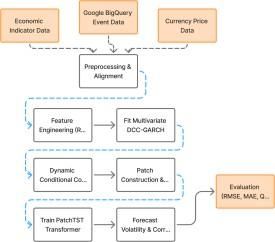 Economic
Indicator Data
Google BigQuery
Event Data
Currency Price
Data
Preprocessing &
Alignment
Feature
Engineering (R...
Fit Multivariate
DCC-GARCH
Dynamic
Conditional Co...
Patch
Construction &...
Train PatchTST
Transformer
Forecast
Volatility & Corr...
Evaluation
(RMSE, MAE, Q...